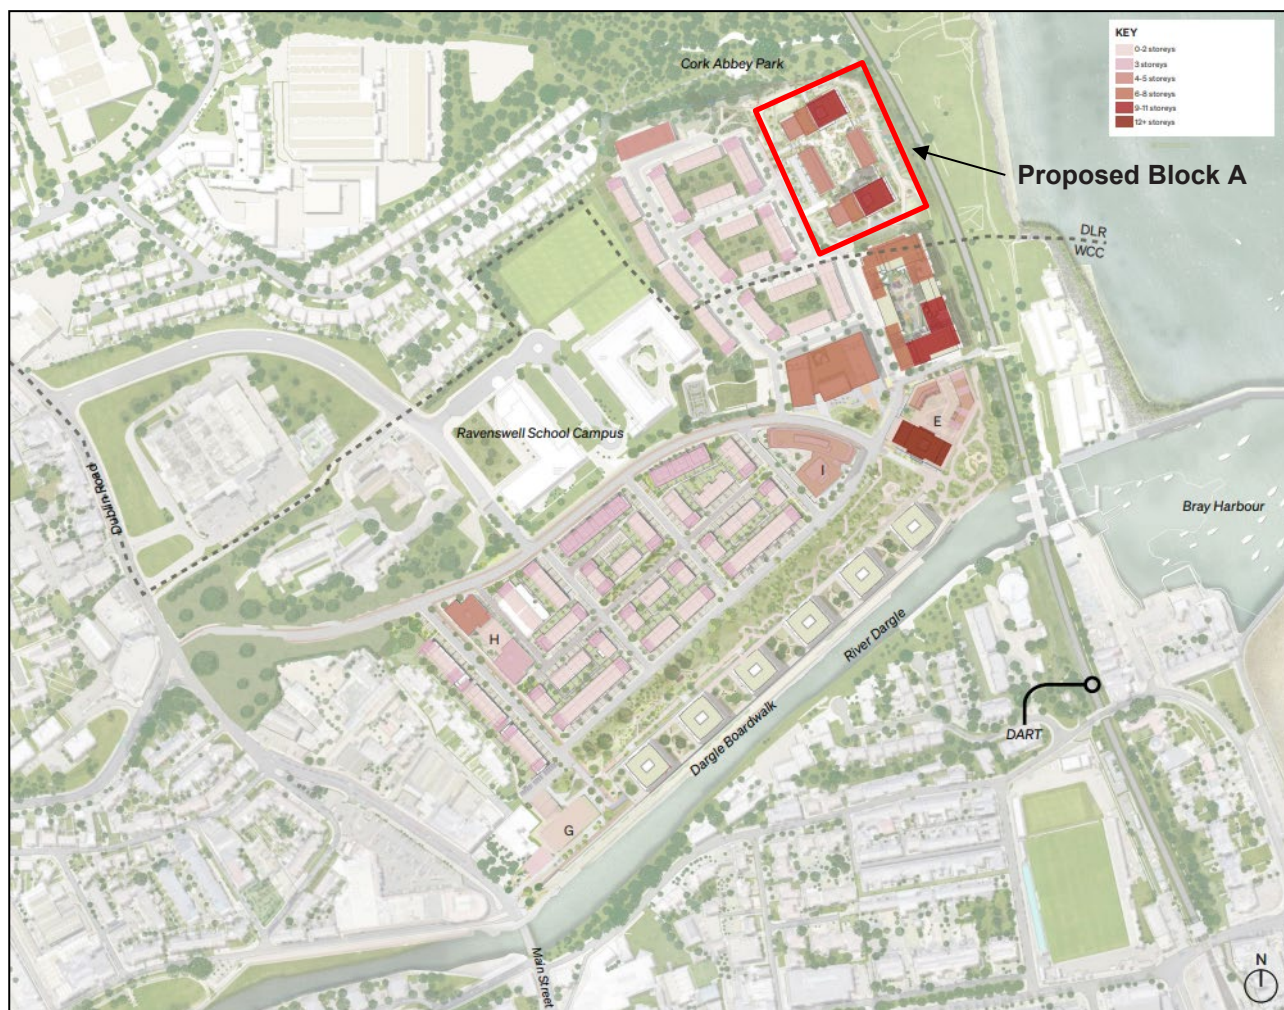 KEY
0-2 storeys
3 storeys
4-5 storeys
6-8 storeys
9-11 storeys
12+ storeys
Cork Abbey Park
Proposed Block A
DLR
WCC
Ravenswell School Campus
E
I
Dublin Road
Bray Harbour
H
River Dargle
Dargle Boardwalk
DART
G
Main Street
N